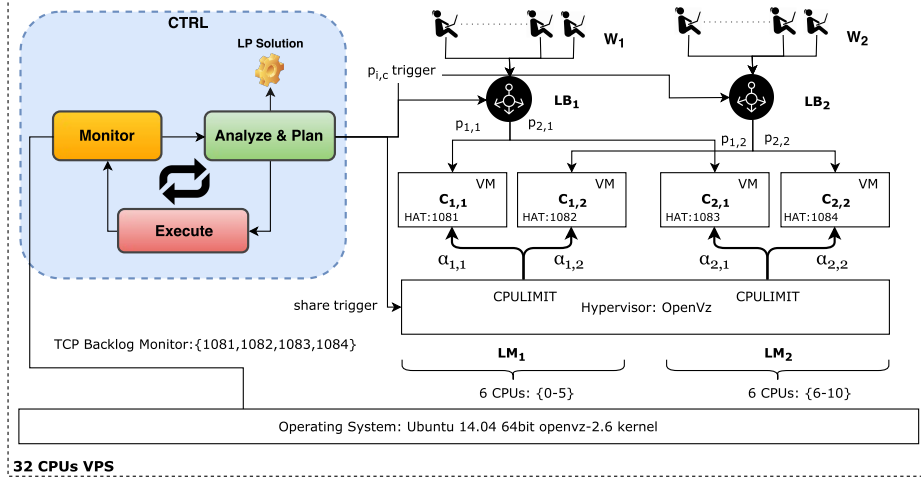 CTRL
LP Solution
Monitor
Analyze & Plan
Execute
W1
W2
pi,c trigger
LB1
LB2
p1,1
p2,1
p1,2
p2,2
VM
C1,1
HAT:1081
VM
C1,2
HAT:1082
VM
C2,1
HAT:1083
VM
C2,2
HAT:1084
α1,1
α1,2
α2,1
α2,2
share trigger
CPULIMIT
CPULIMIT
Hypervisor: OpenVz
TCP Backlog Monitor:{1081,1082,1083,1084}
LM1
LM2
6 CPUs: {0-5}
6 CPUs: {6-10}
Operating System: Ubuntu 14.04 64bit openvz-2.6 kernel
32 CPUs VPS